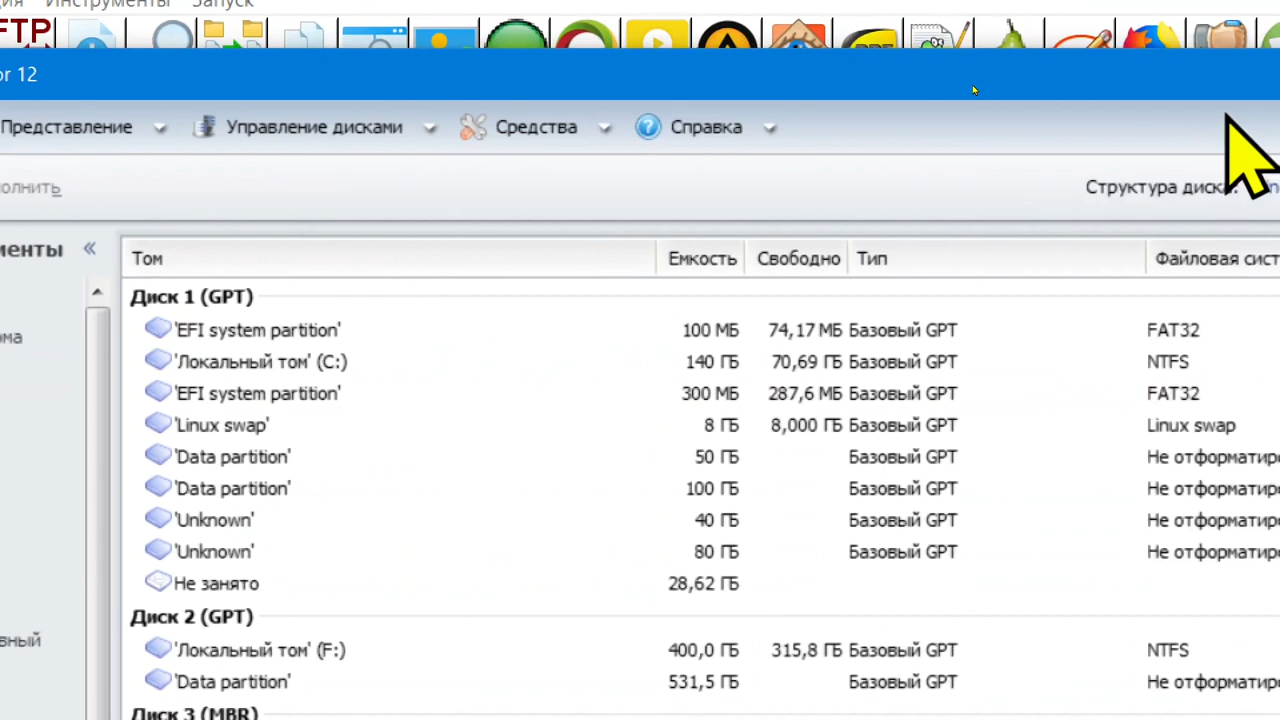 Инструменты Запуск
FTP
or 12
Представление Управление дисками Средства Справка
Структура диска:
Том Емкость Свободно Тип Файловая сист
Диск 1 (GPT)
'EFI system partition' 100 МБ 74,17 МБ Базовый GPT FAT32
'Локальный том' (C:) 140 ГБ 70,69 ГБ Базовый GPT NTFS
'EFI system partition' 300 МБ 287,6 МБ Базовый GPT FAT32
'Linux swap' 8 ГБ 8,000 ГБ Базовый GPT Linux swap
'Data partition' 50 ГБ Базовый GPT Не отформатиро
'Data partition' 100 ГБ Базовый GPT Не отформатиро
'Unknown' 40 ГБ Базовый GPT Не отформатиро
'Unknown' 80 ГБ Базовый GPT Не отформатиро
Не занято 28,62 ГБ
Диск 2 (GPT)
'Локальный том' (F:) 400,0 ГБ 315,8 ГБ Базовый GPT NTFS
'Data partition' 531,5 ГБ Базовый GPT Не отформатиро
Диск 3 (MBR)